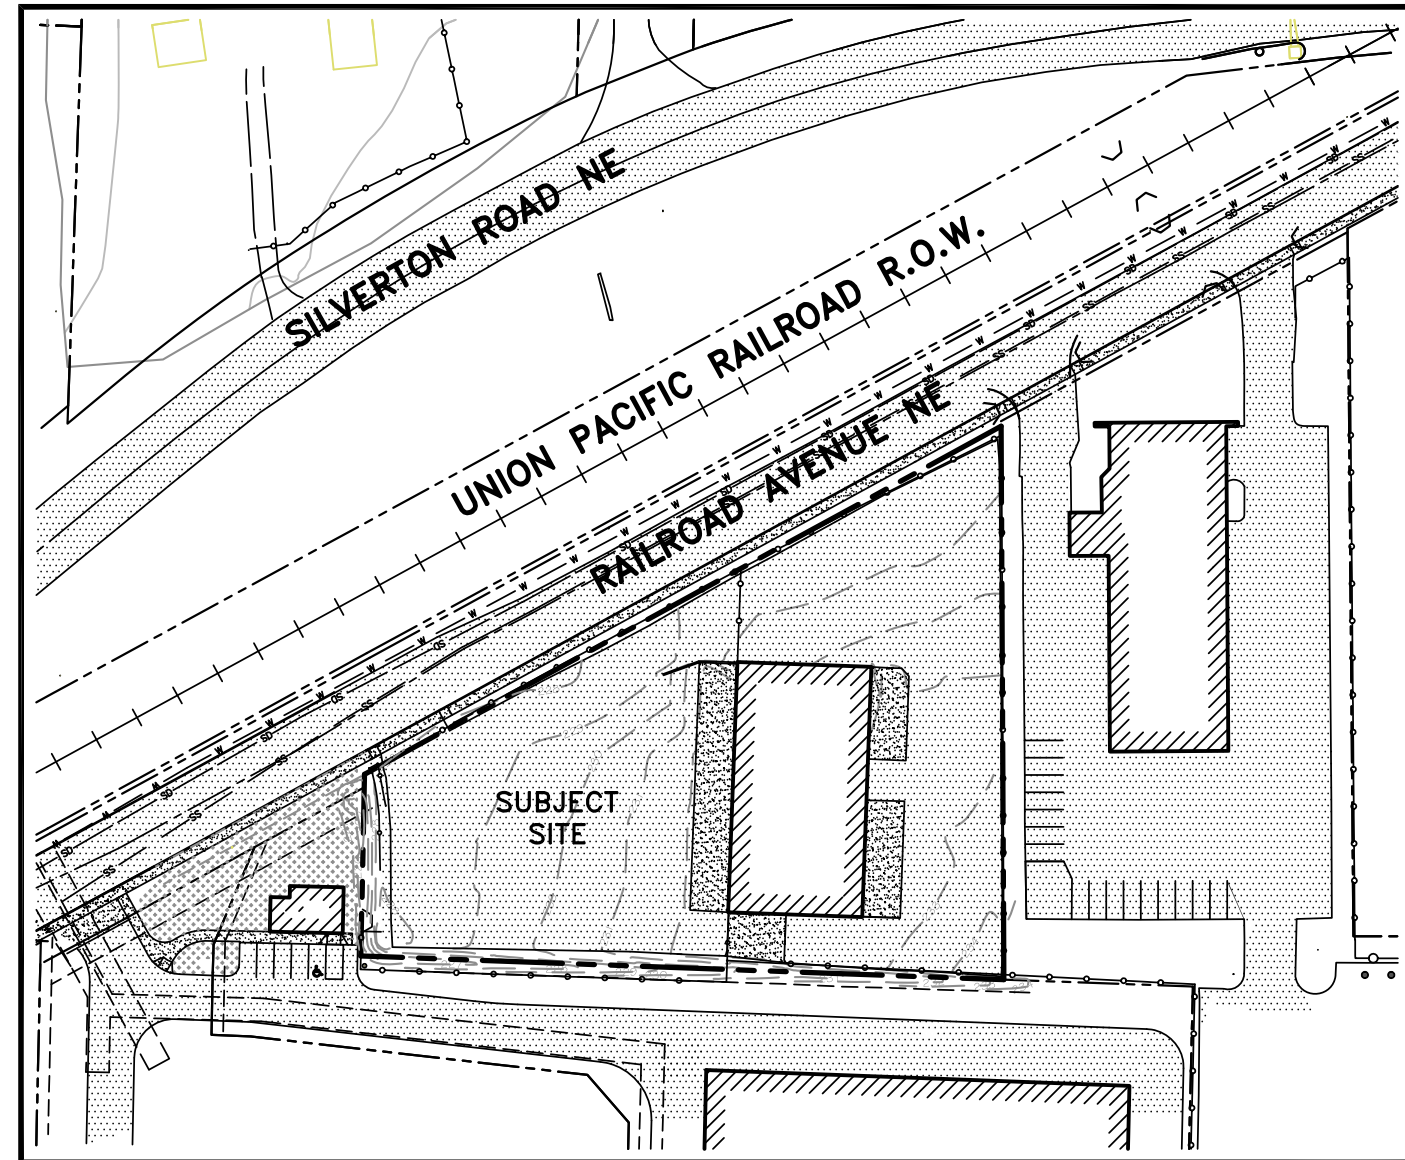 SILVERTON ROAD NE
UNION PACIFIC RAILROAD R.O.W.
RAILROAD AVENUE NE
SUBJECT
SITE